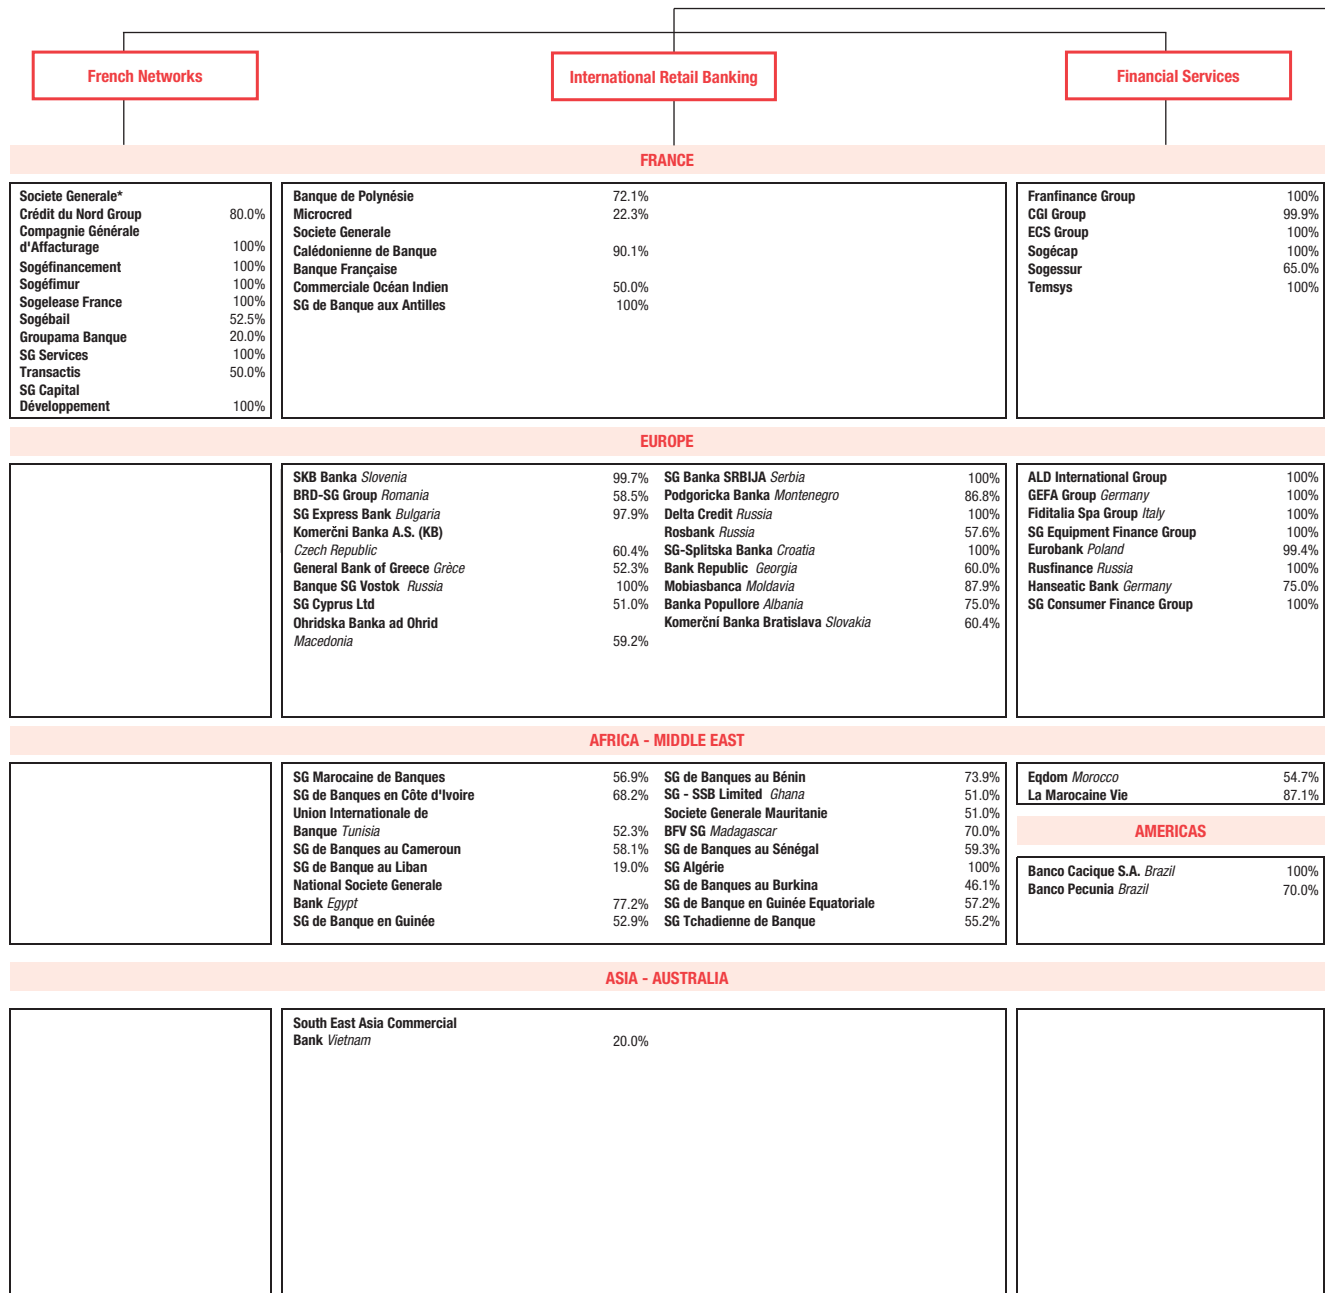 French Networks
International Retail Banking
Financial Services
FRANCE
Societe Generale*
Crédit du Nord Group 80.0%
Compagnie Générale
d'Affacturage 100%
Sogéfinancement 100%
Sogéfimur 100%
Sogelease France 100%
Sogébail 52.5%
Groupama Banque 20.0%
SG Services 100%
Transactis 50.0%
SG Capital
Développement 100%
Banque de Polynésie 72.1%
Microcred 22.3%
Societe Generale
Calédonienne de Banque 90.1%
Banque Française
Commerciale Océan Indien 50.0%
SG de Banque aux Antilles 100%
Franfinance Group 100%
CGI Group 99.9%
ECS Group 100%
Sogécap 100%
Sogessur 65.0%
Temsys 100%
EUROPE
SKB Banka Slovenia 99.7%
BRD-SG Group Romania 58.5%
SG Express Bank Bulgaria 97.9%
Komerčni Banka A.S. (KB)
Czech Republic 60.4%
General Bank of Greece Grèce 52.3%
Banque SG Vostok Russia 100%
SG Cyprus Ltd 51.0%
Ohridska Banka ad Ohrid
Macedonia 59.2%
SG Banka SRBIJA Serbia 100%
Podgoricka Banka Montenegro 86.8%
Delta Credit Russia 100%
Rosbank Russia 57.6%
SG-Splitska Banka Croatia 100%
Bank Republic Georgia 60.0%
Mobiasbanca Moldavia 87.9%
Banka Popullore Albania 75.0%
Komerční Banka Bratislava Slovakia 60.4%
ALD International Group 100%
GEFA Group Germany 100%
Fiditalia Spa Group Italy 100%
SG Equipment Finance Group 100%
Eurobank Poland 99.4%
Rusfinance Russia 100%
Hanseatic Bank Germany 75.0%
SG Consumer Finance Group 100%
AFRICA - MIDDLE EAST
SG Marocaine de Banques 56.9%
SG de Banques en Côte d'Ivoire 68.2%
Union Internationale de
Banque Tunisia 52.3%
SG de Banques au Cameroun 58.1%
SG de Banque au Liban 19.0%
National Societe Generale
Bank Egypt 77.2%
SG de Banque en Guinée 52.9%
SG de Banques au Bénin 73.9%
SG - SSB Limited Ghana 51.0%
Societe Generale Mauritanie 51.0%
BFV SG Madagascar 70.0%
SG de Banques au Sénégal 59.3%
SG Algérie 100%
SG de Banques au Burkina 46.1%
SG de Banque en Guinée Equatoriale 57.2%
SG Tchadienne de Banque 55.2%
Eqdom Morocco 54.7%
La Marocaine Vie 87.1%
AMERICAS
Banco Cacique S.A. Brazil 100%
Banco Pecunia Brazil 70.0%
ASIA - AUSTRALIA
South East Asia Commercial
Bank Vietnam 20.0%